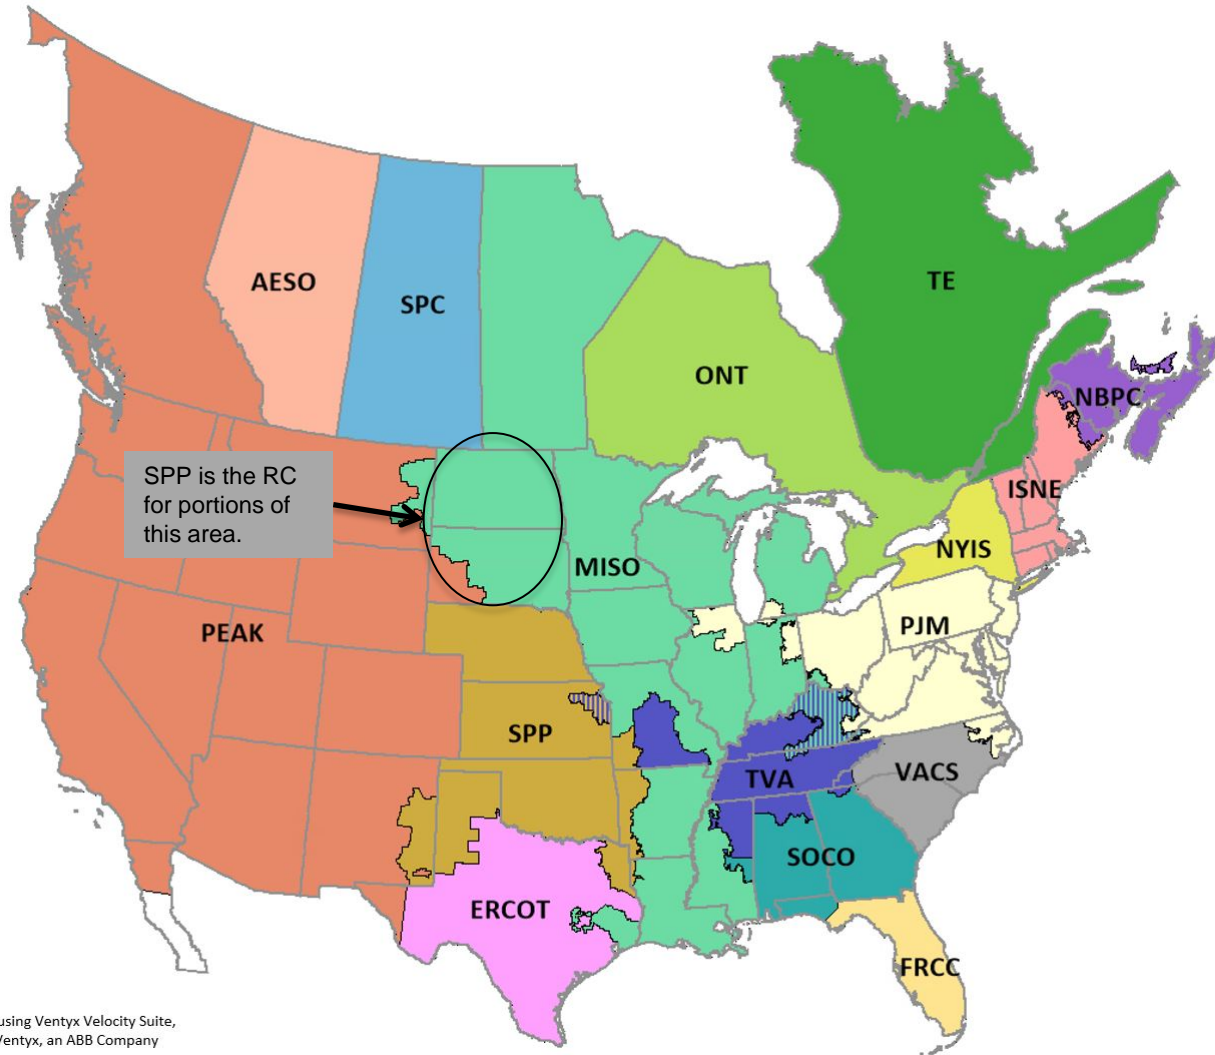 TE
AESO
SPC
ONT
NBPC
SPP is the RC
for portions of
this area.
ISNE
NYIS
MISO
PEAK
PJM
SPP
TVA
VACS
SOCO
ERCOT
FRCC
using Ventyx Velocity Suite,
Ventyx, an ABB Company